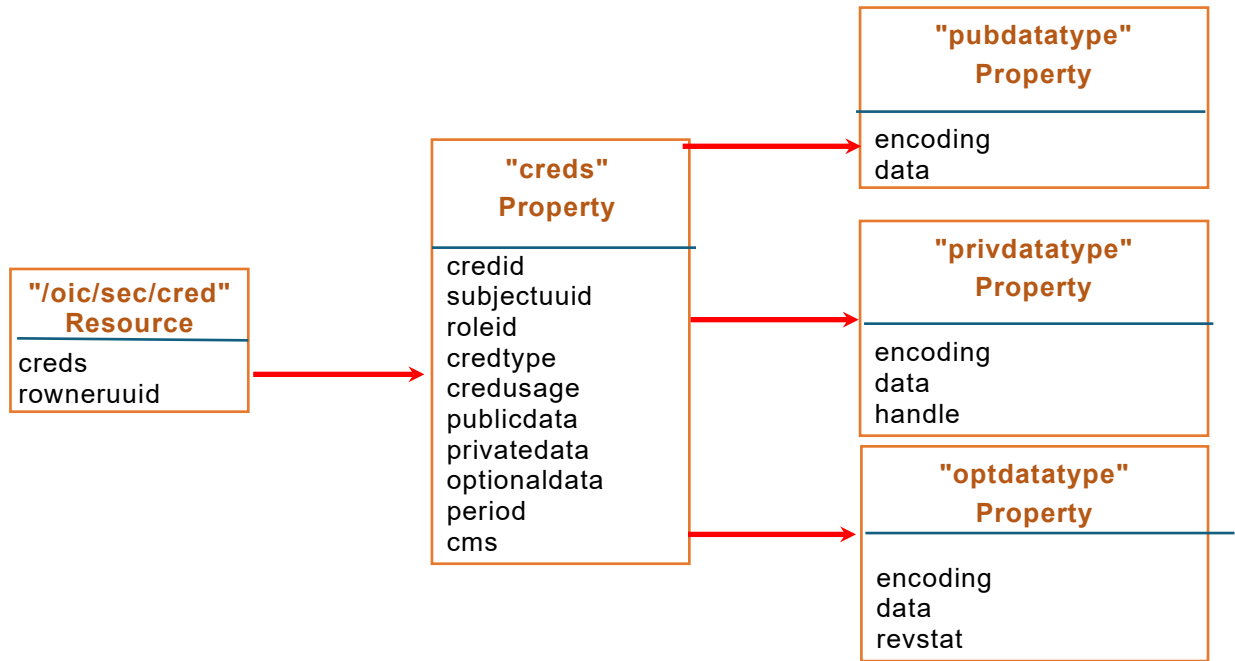 "/oic/sec/cred"
Resource
creds
rowneruuid
"creds"
Property
credid
subjectuuid
roleid
credtype
credusage
publicdata
privatedata
optionaldata
period
cms
"pubdatatype"
Property
encoding
data
"privdatatype"
Property
encoding
data
handle
"optdatatype"
Property
encoding
data
revstat